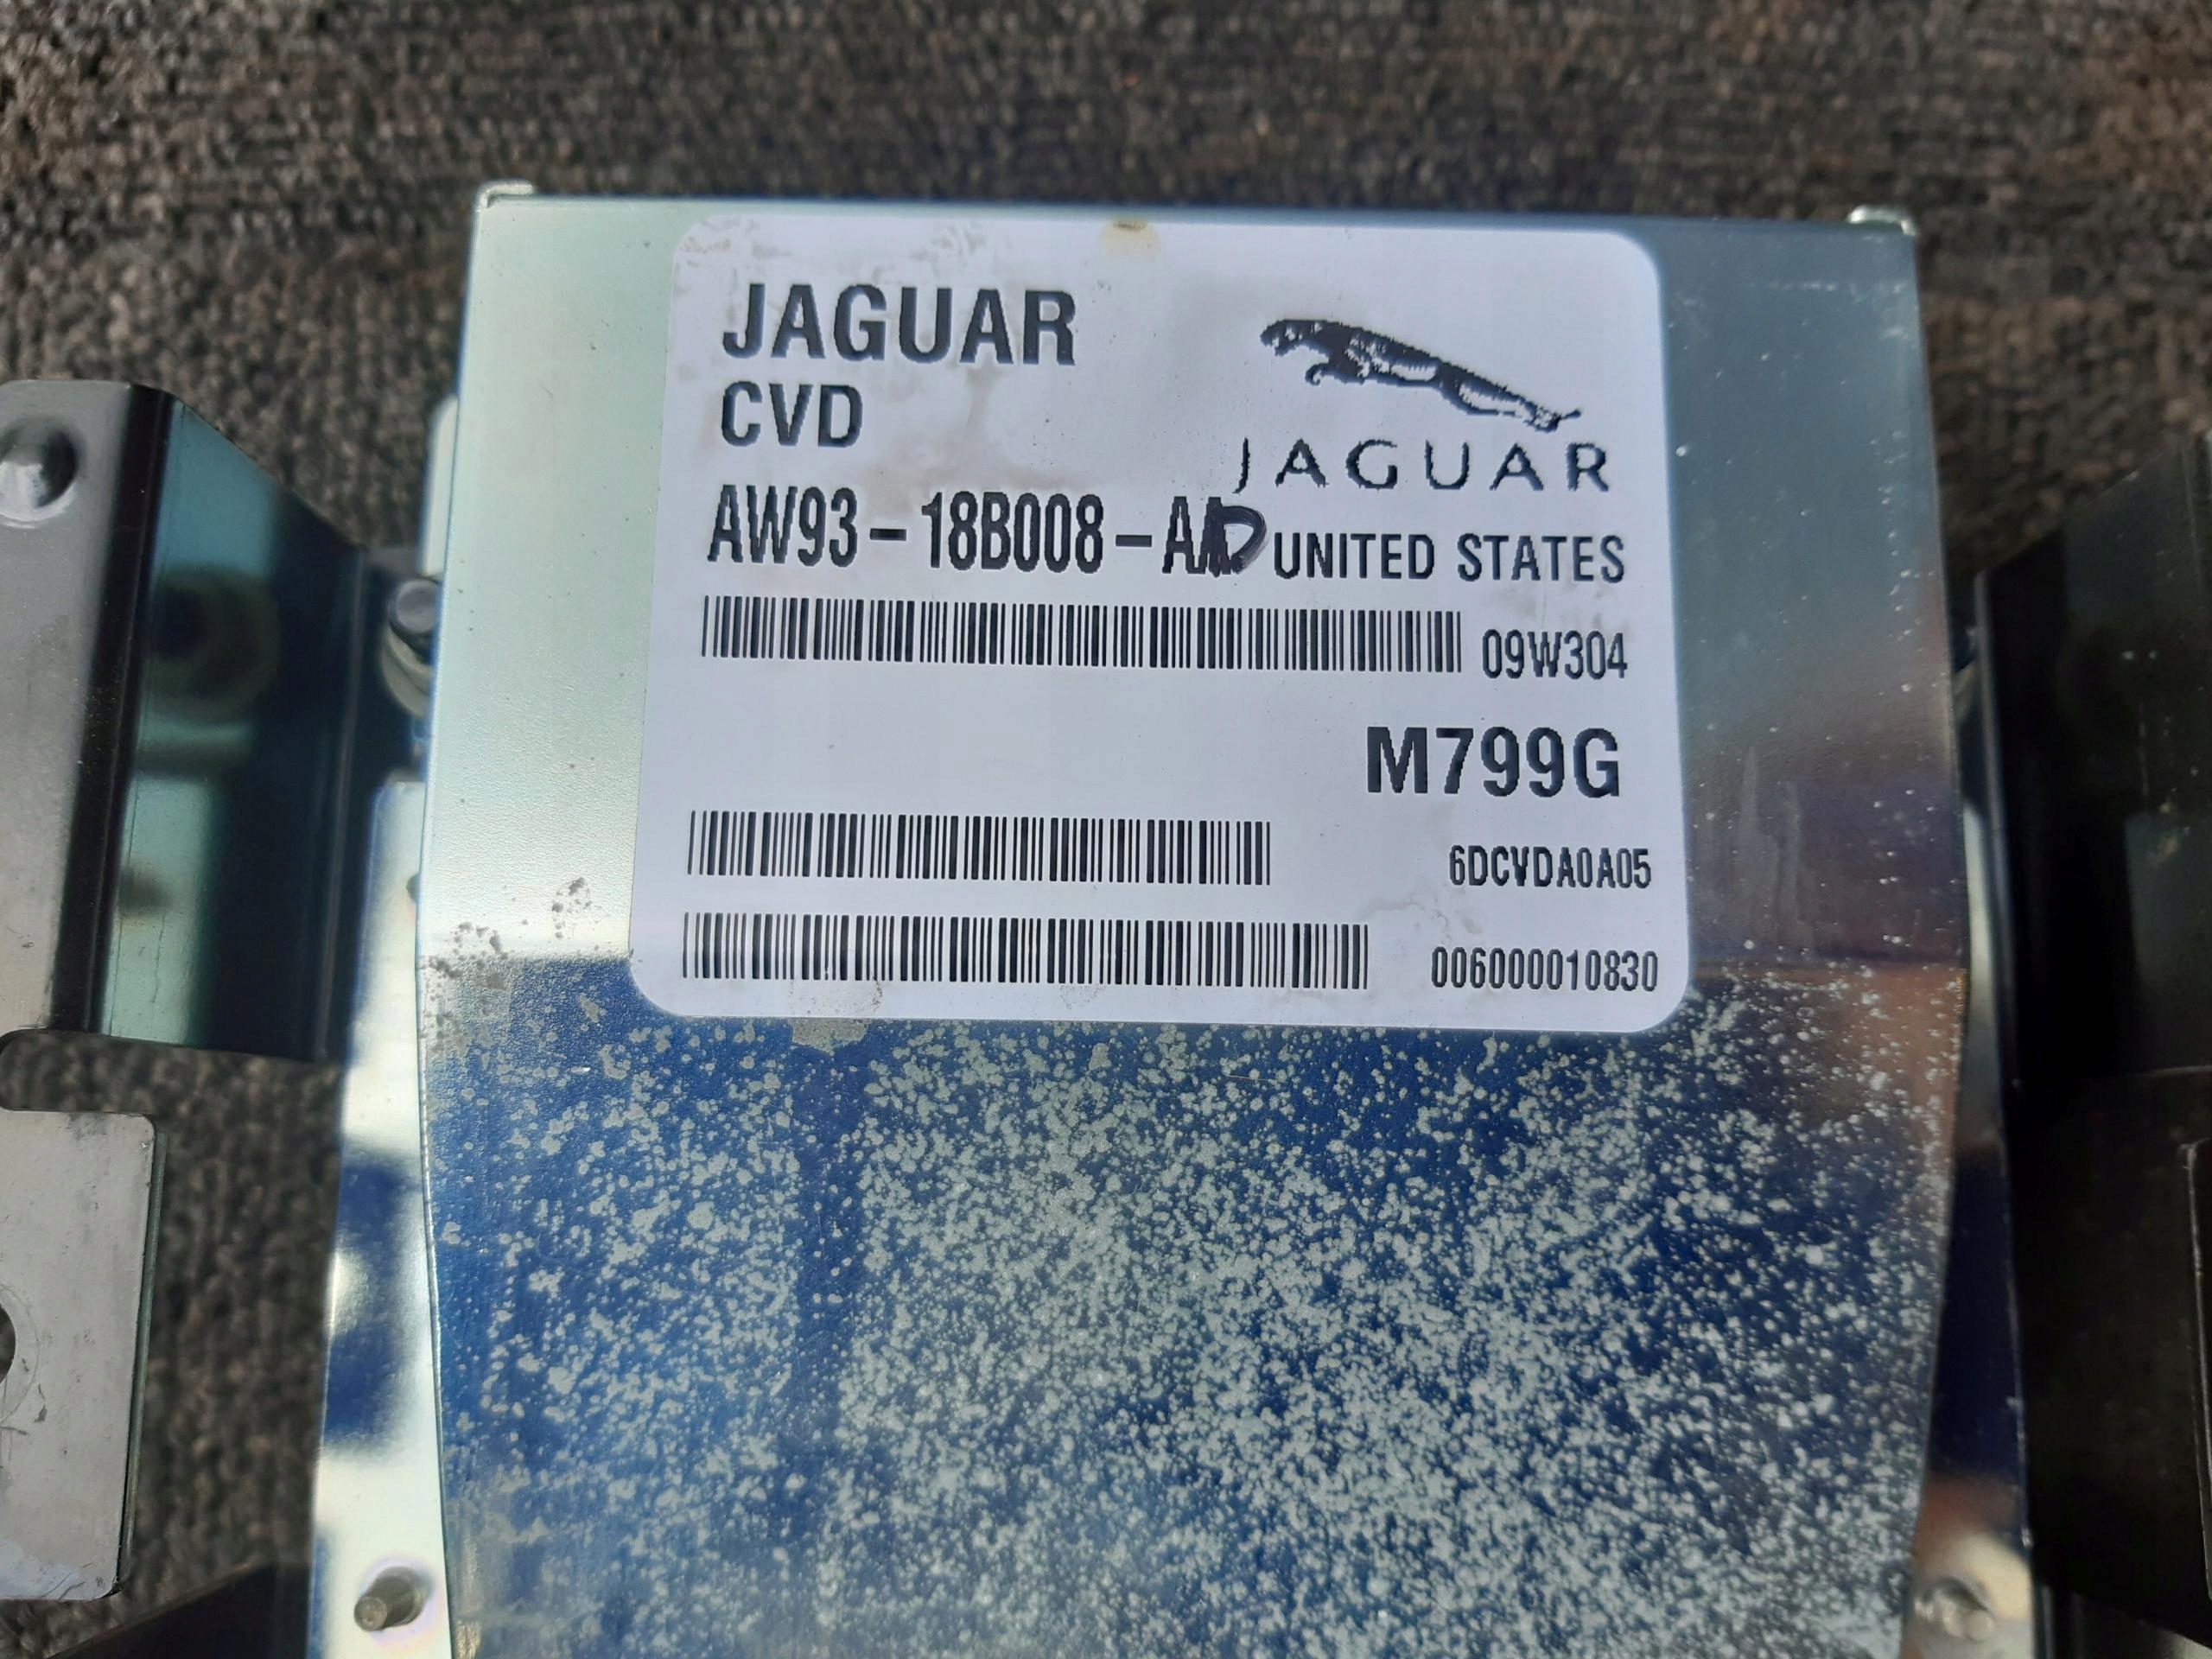 JAGUAR
CVD
JAGUAR
AW93-18B008-AD
UNITED STATES
09W304
M799G
6DCVDA0A05
006000010830